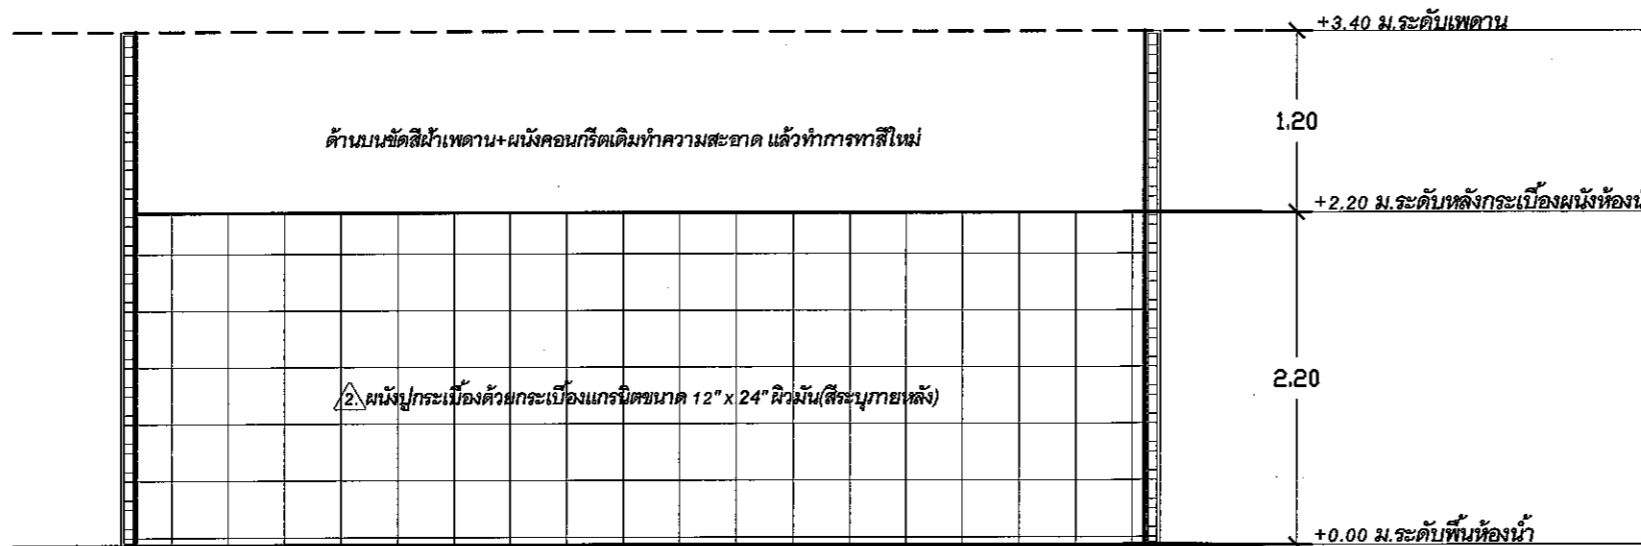 +3.40 ม.ระดับเพดาน
1.20
ด้านบนขัดสีฝ้าเพดาน+ผนังคอนกรีตเดิมทำความสะอาด แล้วทำการทาสีใหม่
+2.20 ม.ระดับหลังกระเบื้องผนังห้องน้
2.20
2. ผนังปูกระเบื้องด้วยกระเบื้องแกรนิตขนาด 12" x 24" ผิวมัน(สีระบุภายหลัง)
+0.00 ม.ระดับพื้นห้องน้ำ